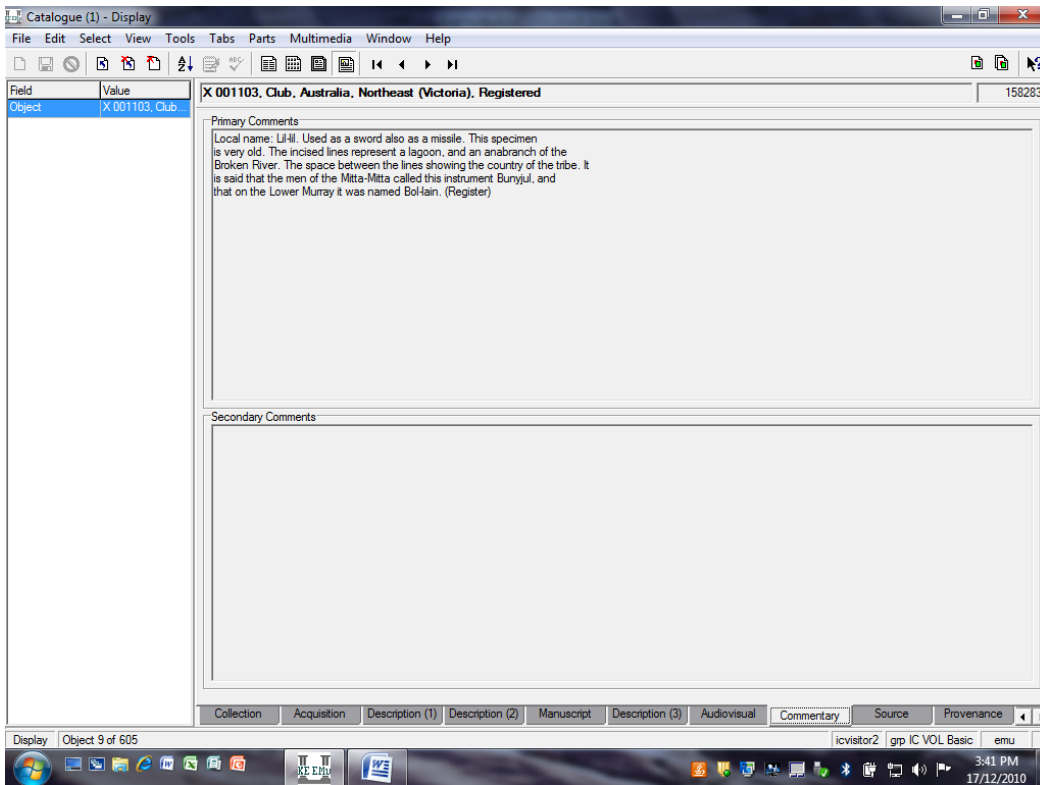 Catalogue (1) - Display
File Edit Select View Tools Tabs Parts Multimedia Window Help
Field Value
Object X 001103, Club...
X 001103, Club, Australia, Northeast (Victoria), Registered 158283
Primary Comments
Local name: Lil-lil. Used as a sword also as a missile. This specimen
is very old. The incised lines represent a lagoon, and an anabranch of the
Broken River. The space between the lines showing the country of the tribe. It
is said that the men of the Mitta-Mitta called this instrument Bunyjul, and
that on the Lower Murray it was named Bol-lain. (Register)
Secondary Comments
Collection Acquisition Description (1) Description (2) Manuscript Description (3) Audiovisual Commentary Source Provenance
Display Object 9 of 605 icvisitor2 grp IC VOL Basic emu
KE EMu
3:41 PM
17/12/2010